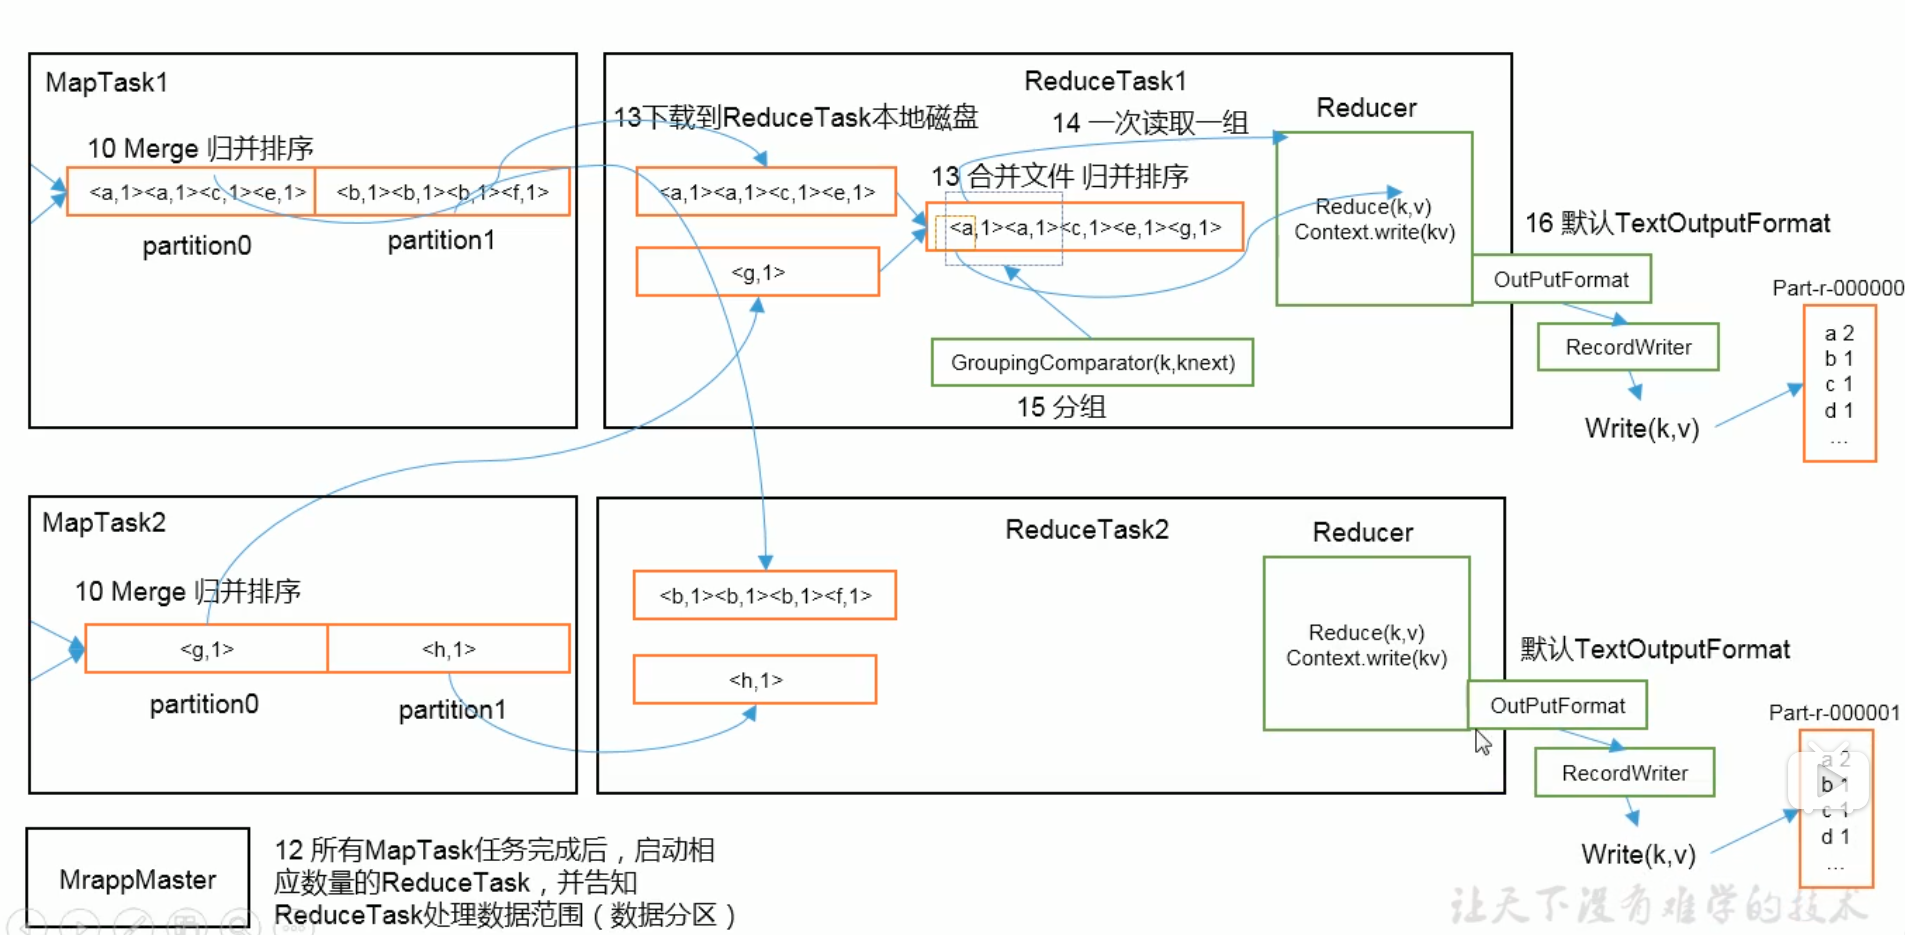 MapTask1
10 Merge 归并排序
<a,1><a,1><c,1><e,1>
<b,1><b,1><b,1><f,1>
partition0
partition1
ReduceTask1
13下载到ReduceTask本地磁盘
14 一次读取一组
Reducer
<a,1><a,1><c,1><e,1>
13 合并文件 归并排序
<a,1><a,1><c,1><e,1><g,1>
<g,1>
Reduce(k,v)
Context.write(kv)
GroupingComparator(k,knext)
15 分组
16 默认TextOutputFormat
OutPutFormat
RecordWriter
Write(k,v)
Part-r-000000
a 2
b 1
c 1
d 1
...
MapTask2
10 Merge 归并排序
<g,1>
<h,1>
partition0
partition1
ReduceTask2
Reducer
<b,1><b,1><b,1><f,1>
<h,1>
Reduce(k,v)
Context.write(kv)
默认TextOutputFormat
OutPutFormat
RecordWriter
Write(k,v)
Part-r-000001
a 2
b 1
c 1
d 1
...
MrappMaster
12 所有MapTask任务完成后，启动相
应数量的ReduceTask，并告知
ReduceTask处理数据范围（数据分区）
让天下没有难学的技术